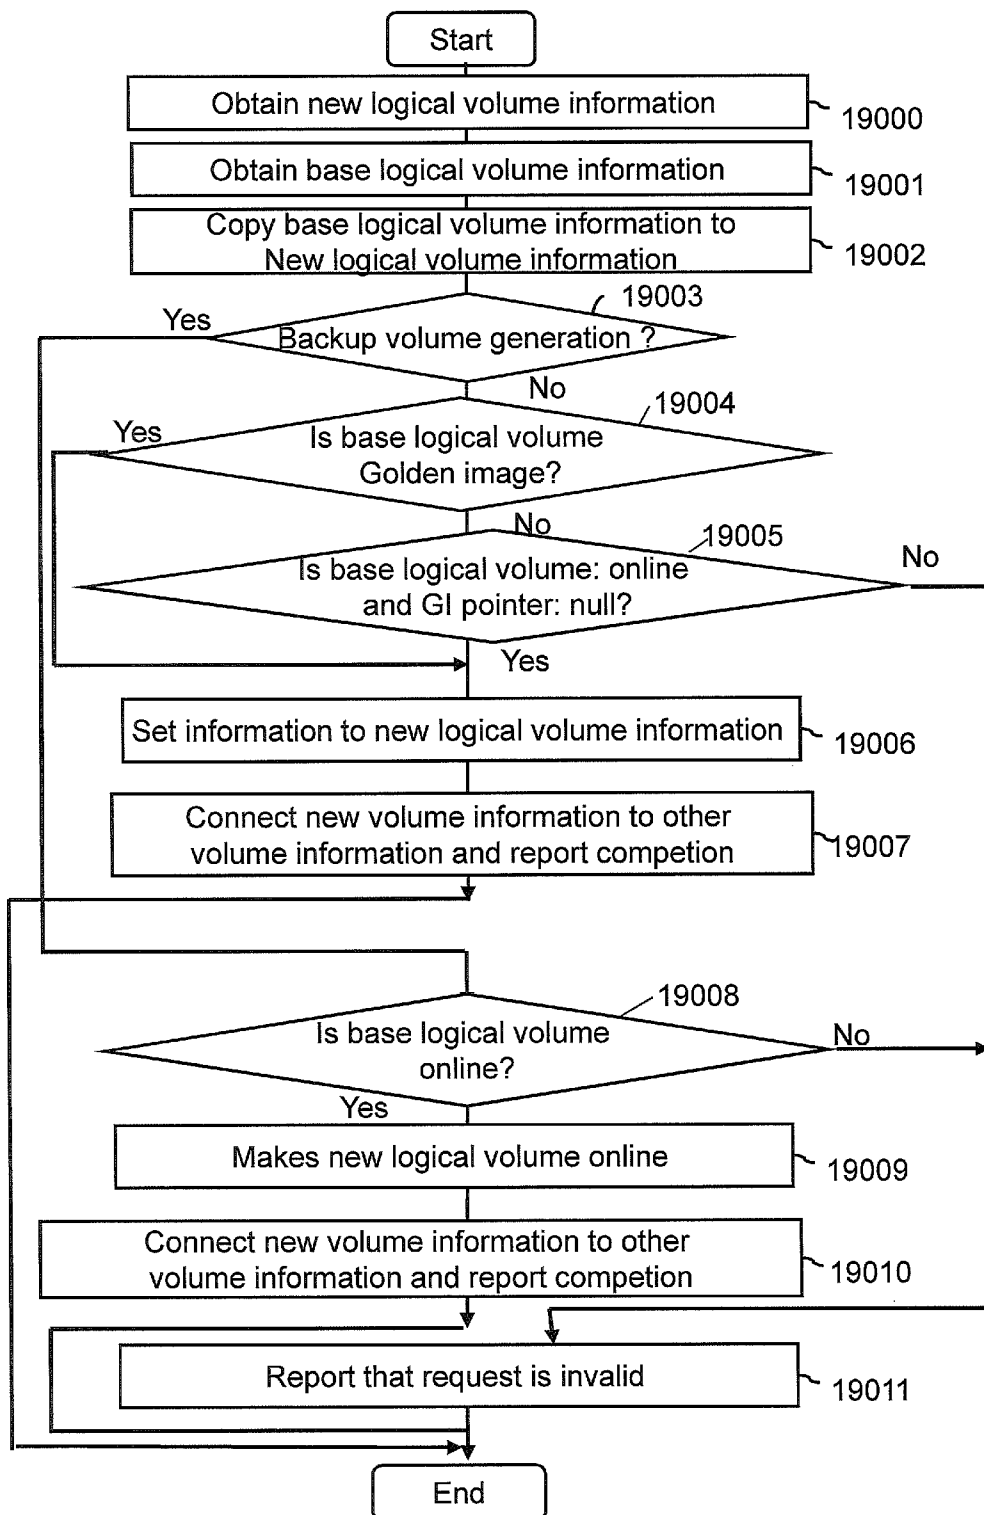 Start
Obtain new logical volume information
19000
Obtain base logical volume information
19001
Copy base logical volume information to
New logical volume information
19002
19003
Yes
Backup volume generation ?
No
19004
Yes
Is base logical volume
Golden image?
No
19005
No
Is base logical volume: online
and GI pointer: null?
Yes
Set information to new logical volume information
19006
Connect new volume information to other
volume information and report competion
19007
19008
Is base logical volume
online?
No
Yes
Makes new logical volume online
19009
Connect new volume information to other
volume information and report competion
19010
Report that request is invalid
19011
End